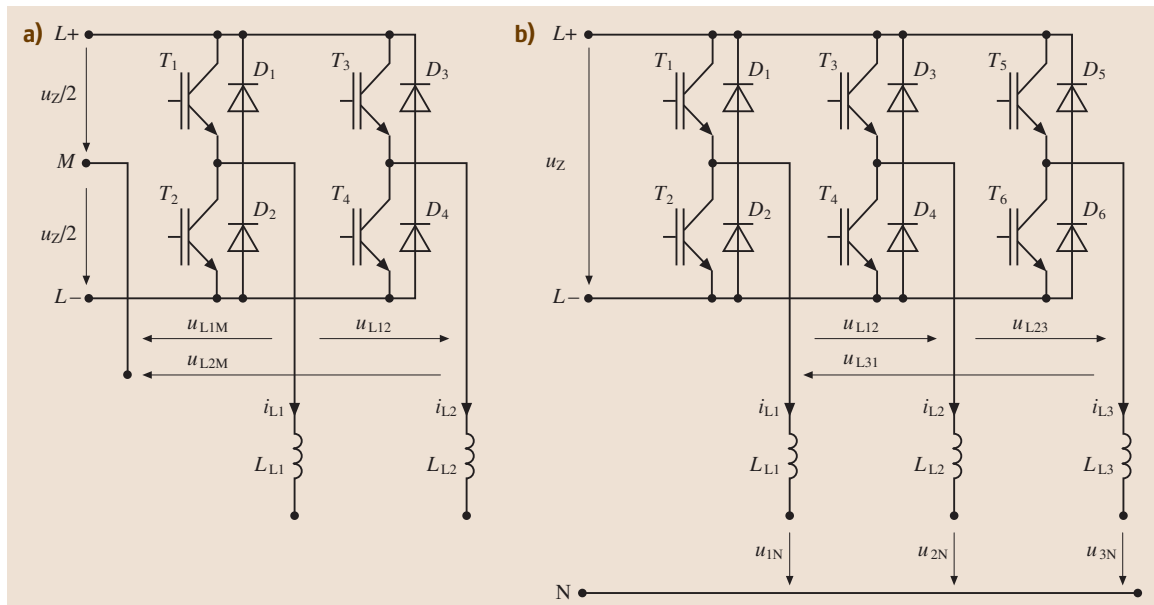 a)
L+
T1
D1
T3
D3
uZ/2
M
T2
D2
T4
D4
uZ/2
L−
uL1M
uL12
uL2M
iL1
iL2
LL1
LL2
b)
L+
T1
D1
T3
D3
T5
D5
uZ
T2
D2
T4
D4
T6
D6
L−
uL12
uL23
uL31
iL1
iL2
iL3
LL1
LL2
LL3
u1N
u2N
u3N
N